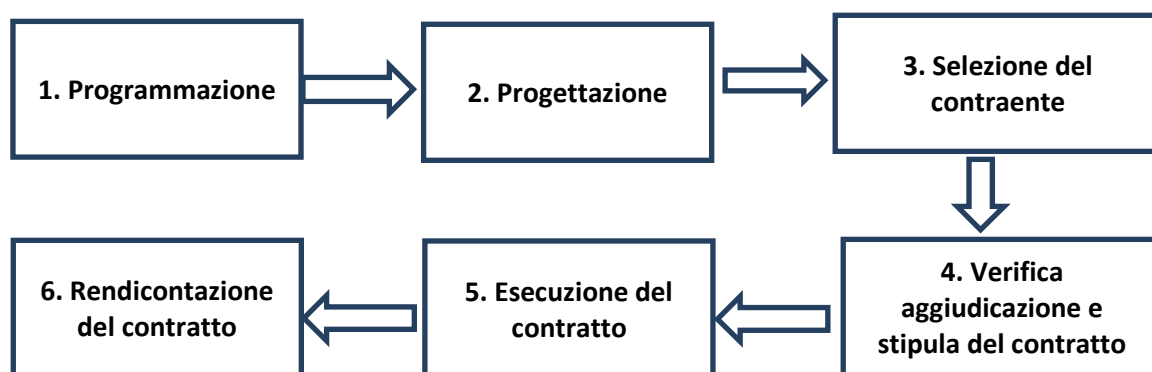 1. Programmazione
2. Progettazione
3. Selezione del
contraente
4. Verifica
aggiudicazione e
stipula del contratto
5. Esecuzione del
contratto
6. Rendicontazione
del contratto